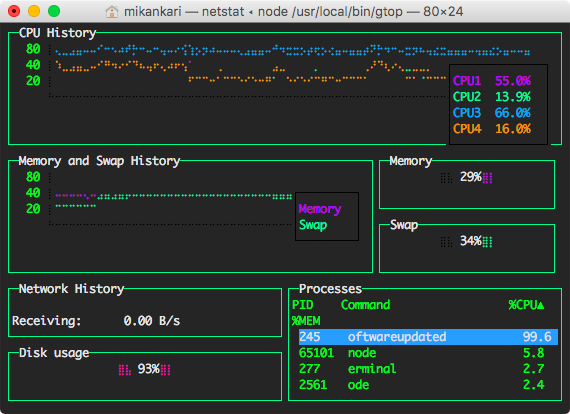 mikankari — netstat ◂ node /usr/local/bin/gtop — 80×24
CPU History
80
40
20
CPU1 55.0%
CPU2 13.9%
CPU3 66.0%
CPU4 16.0%
Memory and Swap History
80
40
20
Memory
Swap
Memory
29%
Swap
34%
Network History
Receiving: 0.00 B/s
Disk usage
93%
Processes
PID Command %CPU▲
%MEM
245 oftwareupdated 99.6
65101 node 5.8
277 erminal 2.7
2561 ode 2.4